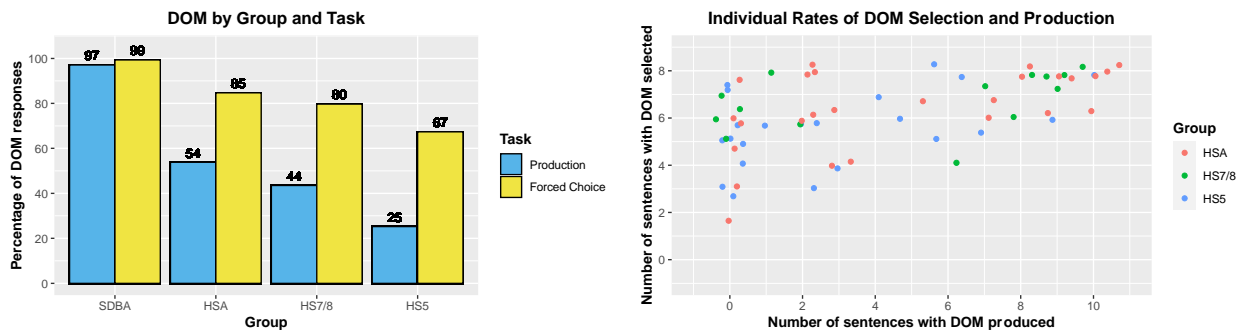 DOM by Group and Task
Percentage of DOM responses
100
80
60
40
20
0
97
99
54
85
44
80
25
67
SDBA
HSA
HS7/8
HS5
Group
Task
Production
Forced Choice
Individual Rates of DOM Selection and Production
Number of sentences with DOM selected
8
6
4
2
0
0
2
4
6
8
10
Number of sentences with DOM produced
Group
HSA
HS7/8
HS5